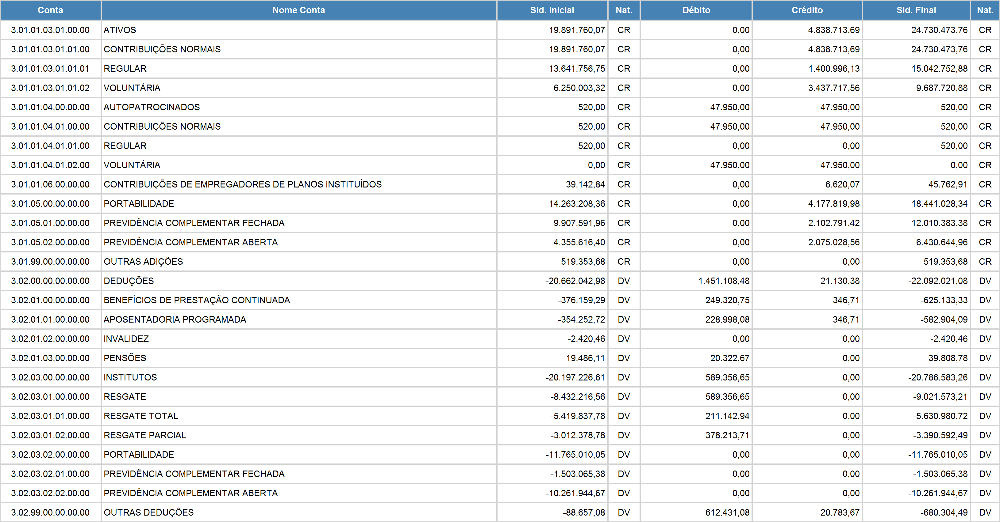 Conta Nome Conta Sld. Inicial Nat. Débito Crédito Sld. Final Nat.
3.01.01.03.01.00.00 ATIVOS 19.891.760,07 CR 0,00 4.838.713,69 24.730.473,76 CR
3.01.01.03.01.01.00 CONTRIBUIÇÕES NORMAIS 19.891.760,07 CR 0,00 4.838.713,69 24.730.473,76 CR
3.01.01.03.01.01.01 REGULAR 13.641.756,75 CR 0,00 1.400.996,13 15.042.752,88 CR
3.01.01.03.01.01.02 VOLUNTÁRIA 6.250.003,32 CR 0,00 3.437.717,56 9.687.720,88 CR
3.01.01.04.00.00.00 AUTOPATROCINADOS 520,00 CR 47.950,00 47.950,00 520,00 CR
3.01.01.04.01.00.00 CONTRIBUIÇÕES NORMAIS 520,00 CR 47.950,00 47.950,00 520,00 CR
3.01.01.04.01.01.00 REGULAR 520,00 CR 0,00 0,00 520,00 CR
3.01.01.04.01.02.00 VOLUNTÁRIA 0,00 CR 47.950,00 47.950,00 0,00 CR
3.01.01.06.00.00.00 CONTRIBUIÇÕES DE EMPREGADORES DE PLANOS INSTITUÍDOS 39.142,84 CR 0,00 6.620,07 45.762,91 CR
3.01.05.00.00.00.00 PORTABILIDADE 14.263.208,36 CR 0,00 4.177.819,98 18.441.028,34 CR
3.01.05.01.00.00.00 PREVIDÊNCIA COMPLEMENTAR FECHADA 9.907.591,96 CR 0,00 2.102.791,42 12.010.383,38 CR
3.01.05.02.00.00.00 PREVIDÊNCIA COMPLEMENTAR ABERTA 4.355.616,40 CR 0,00 2.075.028,56 6.430.644,96 CR
3.01.99.00.00.00.00 OUTRAS ADIÇÕES 519.353,68 CR 0,00 0,00 519.353,68 CR
3.02.00.00.00.00.00 DEDUÇÕES -20.662.042,98 DV 1.451.108,48 21.130,38 -22.092.021,08 DV
3.02.01.00.00.00.00 BENEFÍCIOS DE PRESTAÇÃO CONTINUADA -376.159,29 DV 249.320,75 346,71 -625.133,33 DV
3.02.01.01.00.00.00 APOSENTADORIA PROGRAMADA -354.252,72 DV 228.998,08 346,71 -582.904,09 DV
3.02.01.02.00.00.00 INVALIDEZ -2.420,46 DV 0,00 0,00 -2.420,46 DV
3.02.01.03.00.00.00 PENSÕES -19.486,11 DV 20.322,67 0,00 -39.808,78 DV
3.02.03.00.00.00.00 INSTITUTOS -20.197.226,61 DV 589.356,65 0,00 -20.786.583,26 DV
3.02.03.01.00.00.00 RESGATE -8.432.216,56 DV 589.356,65 0,00 -9.021.573,21 DV
3.02.03.01.01.00.00 RESGATE TOTAL -5.419.837,78 DV 211.142,94 0,00 -5.630.980,72 DV
3.02.03.01.02.00.00 RESGATE PARCIAL -3.012.378,78 DV 378.213,71 0,00 -3.390.592,49 DV
3.02.03.02.00.00.00 PORTABILIDADE -11.765.010,05 DV 0,00 0,00 -11.765.010,05 DV
3.02.03.02.01.00.00 PREVIDÊNCIA COMPLEMENTAR FECHADA -1.503.065,38 DV 0,00 0,00 -1.503.065,38 DV
3.02.03.02.02.00.00 PREVIDÊNCIA COMPLEMENTAR ABERTA -10.261.944,67 DV 0,00 0,00 -10.261.944,67 DV
3.02.99.00.00.00.00 OUTRAS DEDUÇÕES -88.657,08 DV 612.431,08 20.783,67 -680.304,49 DV